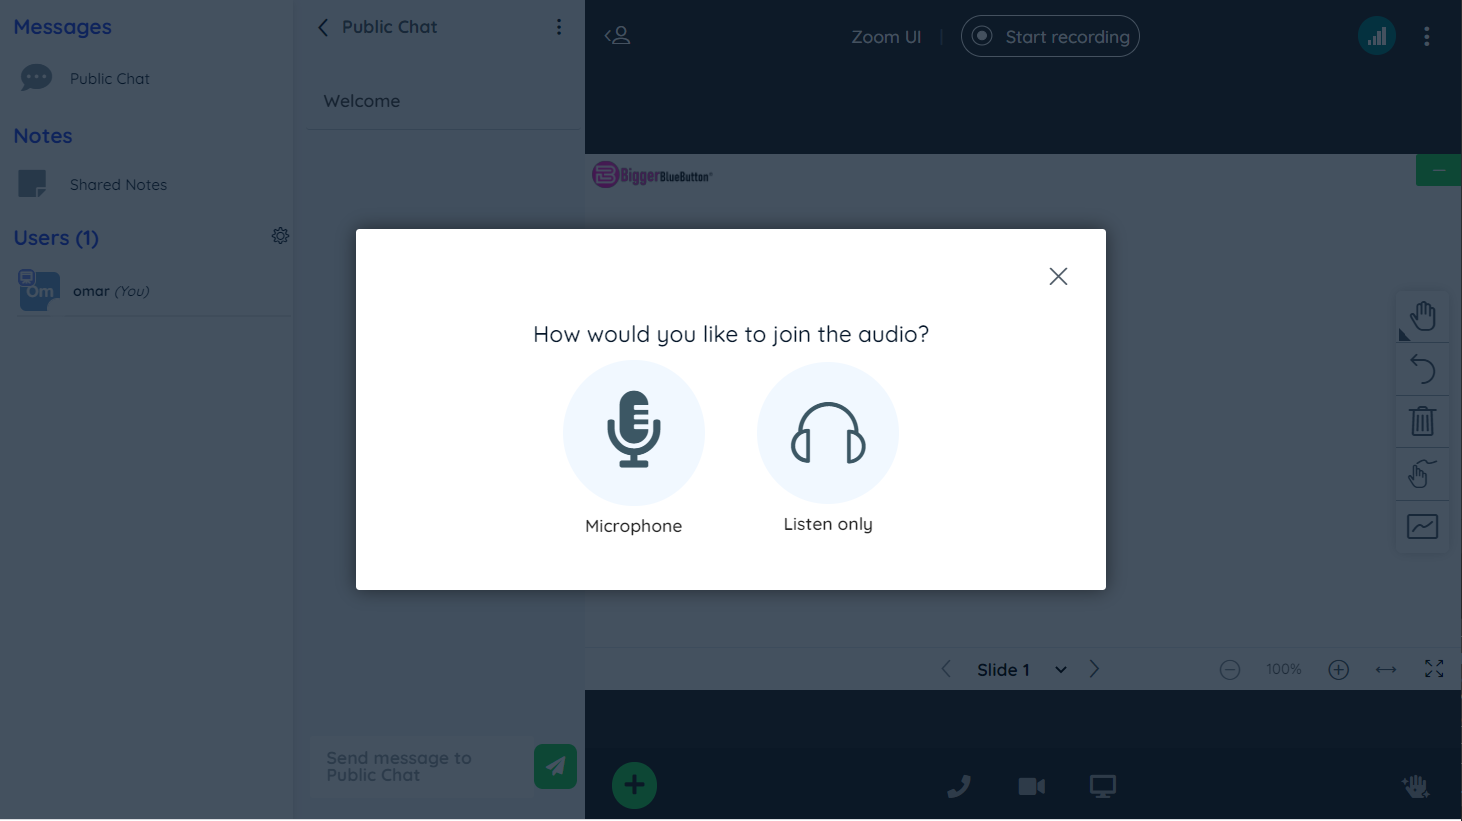 Messages
Public Chat
Notes
Shared Notes
Users (1)
Om
omar (You)
Public Chat
Welcome
Send message to
Public Chat
Zoom UI
Start recording
BiggerBlueButton®
How would you like to join the audio?
Microphone
Listen only
Slide 1
100%